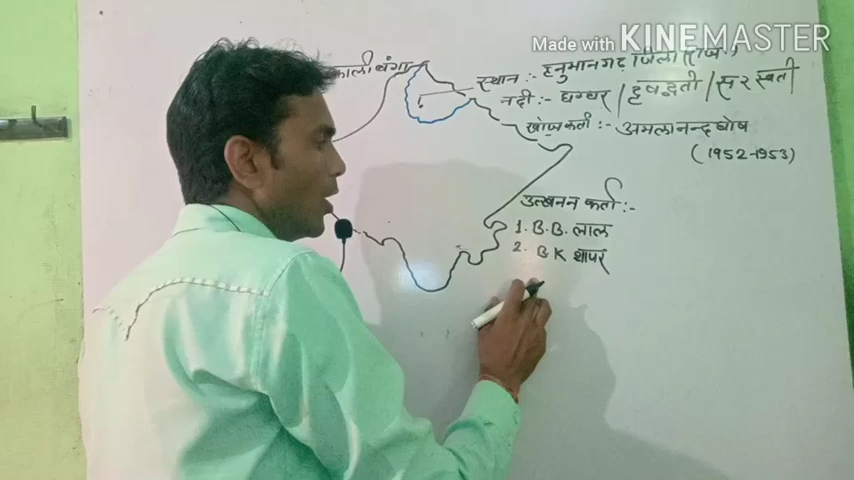 Made with KINEMASTER
कालीबंगा
स्थान :- हनुमानगढ़ जिला (राज॰)
नदी :- घग्घर / दृषद्वती / सरस्वती
खोजकर्ता :- अमलानन्द घोष
(1952-1953)
उत्खनन कर्ता :-
1. B.B. लाल
2. B K थापर